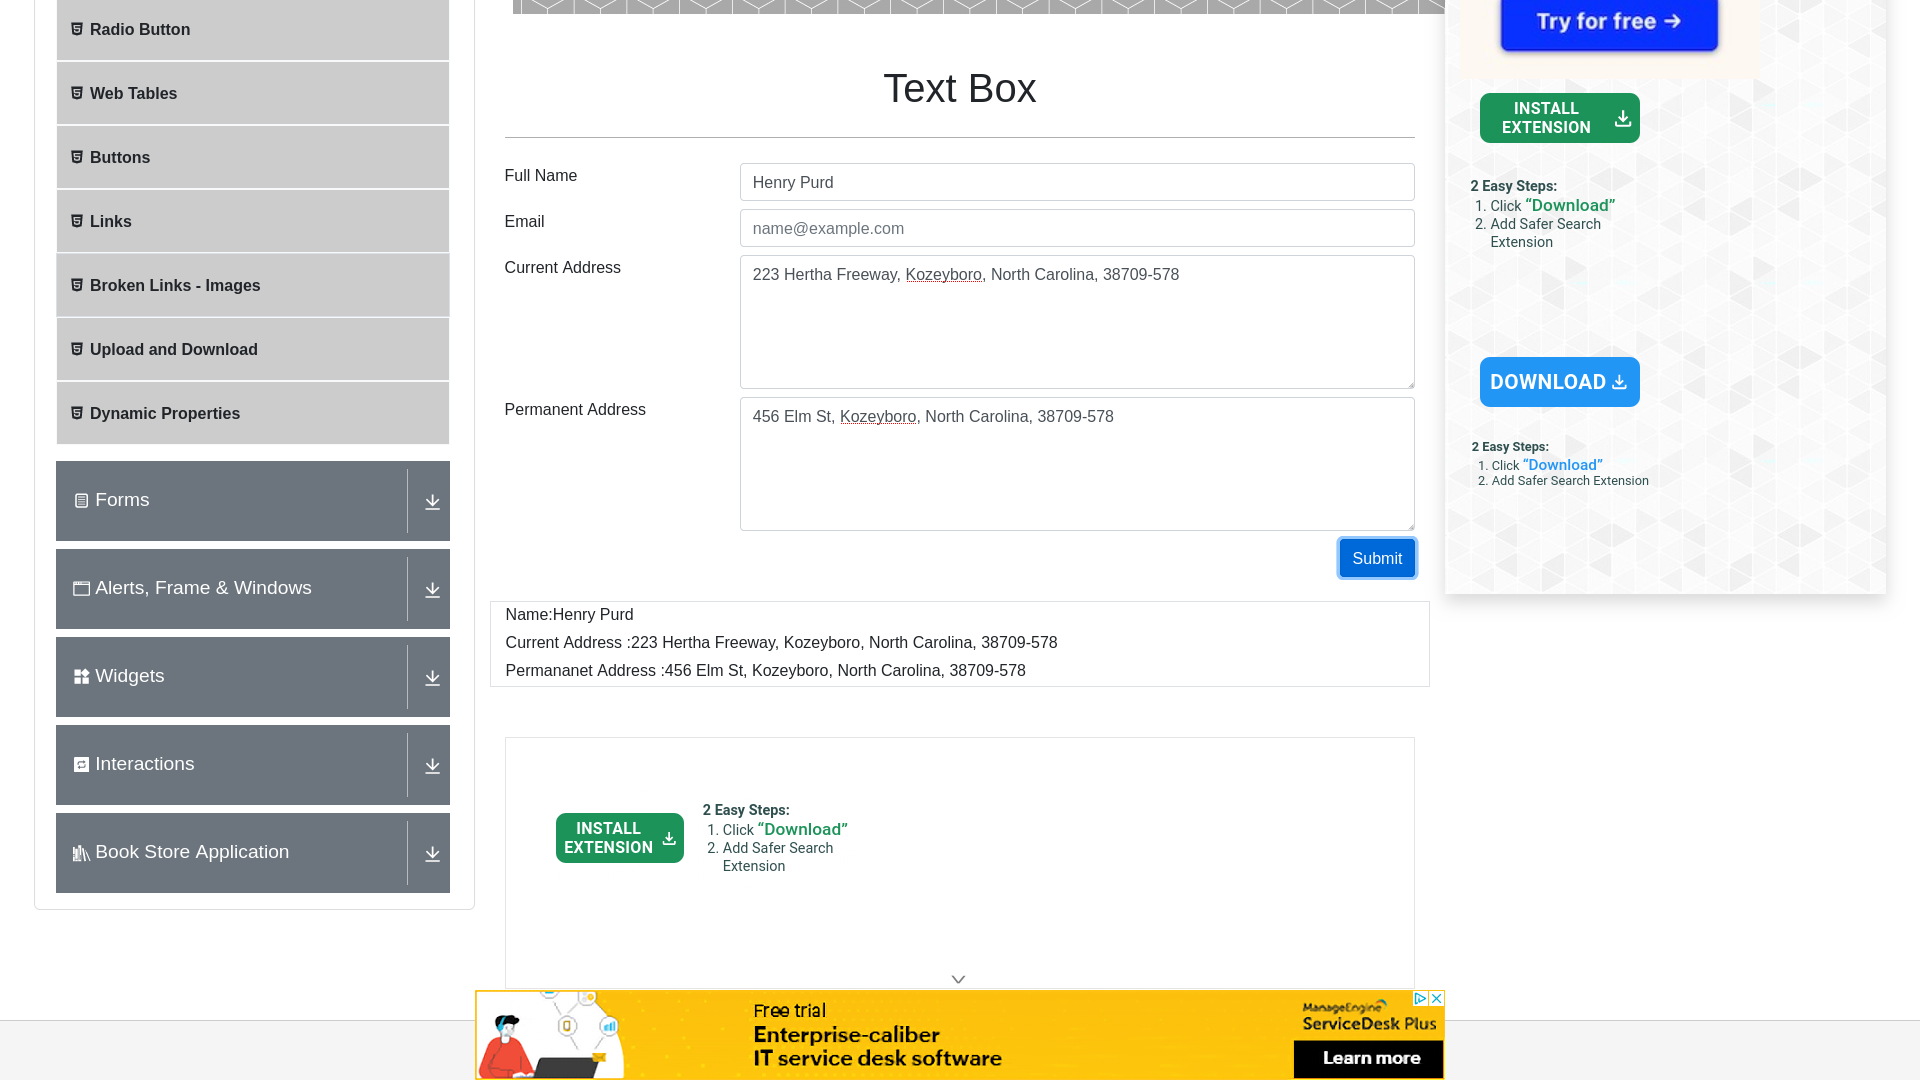 Radio Button
Web Tables
Buttons
Links
Broken Links - Images
Upload and Download
Dynamic Properties
Forms
Alerts, Frame & Windows
Widgets
Interactions
Book Store Application
Text Box
Full Name
Henry Purd
Email
name@example.com
Current Address
223 Hertha Freeway, Kozeyboro, North Carolina, 38709-578
Permanent Address
456 Elm St, Kozeyboro, North Carolina, 38709-578
Submit
Name:Henry Purd
Current Address :223 Hertha Freeway, Kozeyboro, North Carolina, 38709-578
Permananet Address :456 Elm St, Kozeyboro, North Carolina, 38709-578
INSTALL
EXTENSION
2 Easy Steps:
1. Click “Download”
2. Add Safer Search
Extension
Try for free →
INSTALL
EXTENSION
2 Easy Steps:
1. Click “Download”
2. Add Safer Search
Extension
DOWNLOAD
2 Easy Steps:
1. Click “Download”
2. Add Safer Search Extension
Free trial
Enterprise-caliber
IT service desk software
ManageEngine
ServiceDesk Plus
Learn more